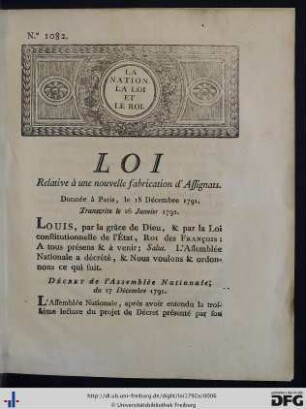 N.º 1082.
LA
NATION
LA LOI
ET
LE ROI.
LOI
Relative à une nouvelle fabrication d'Assignats.
Donnée à Paris, le 18 Décembre 1791.
Transcrite le 16 Janvier 1792.
LOUIS, par la grâce de Dieu, & par la Loi
constitutionnelle de l'État, ROI DES FRANÇOIS:
A tous présens & à venir; Salut. L'Assemblée
Nationale a décrété, & Nous voulons & ordon-
nons ce qui suit.
DÉCRET de l'Assemblée Nationale,
du 17 Décembre 1791.
L'Assemblée Nationale, après avoir entendu la troi-
sième lecture du projet de Décret présenté par son
http://dl.ub.uni-freiburg.de/diglit/loi1792a/0006
© Universitätsbibliothek Freiburg
DFG